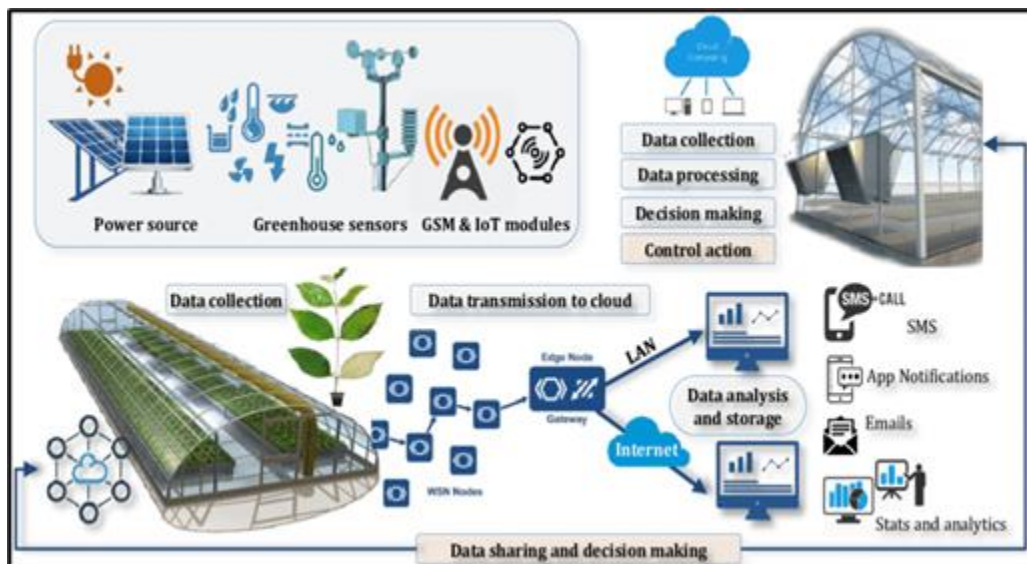 Cloud
computing
Data collection
Data processing
Decision making
Control action
Power source
Greenhouse sensors
GSM & IoT modules
Data collection
Data transmission to cloud
Edge Node
Gateway
WSN Nodes
LAN
Internet
Data analysis
and storage
SMS-CALL
SMS
App Notifications
Emails
Stats and analytics
Data sharing and decision making